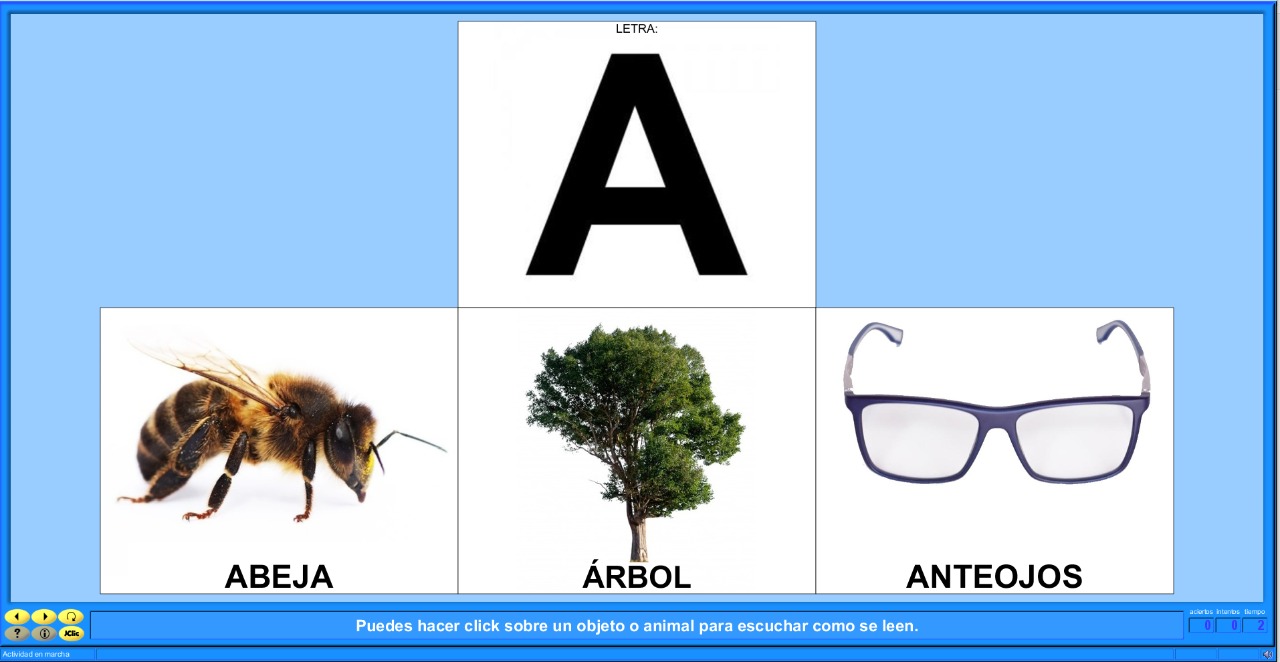 LETRA:
A
ABEJA
ÁRBOL
ANTEOJOS
?
JClic
Puedes hacer click sobre un objeto o animal para escuchar como se leen.
aciertos intentos tiempo
0 0 2
Actividad en marcha